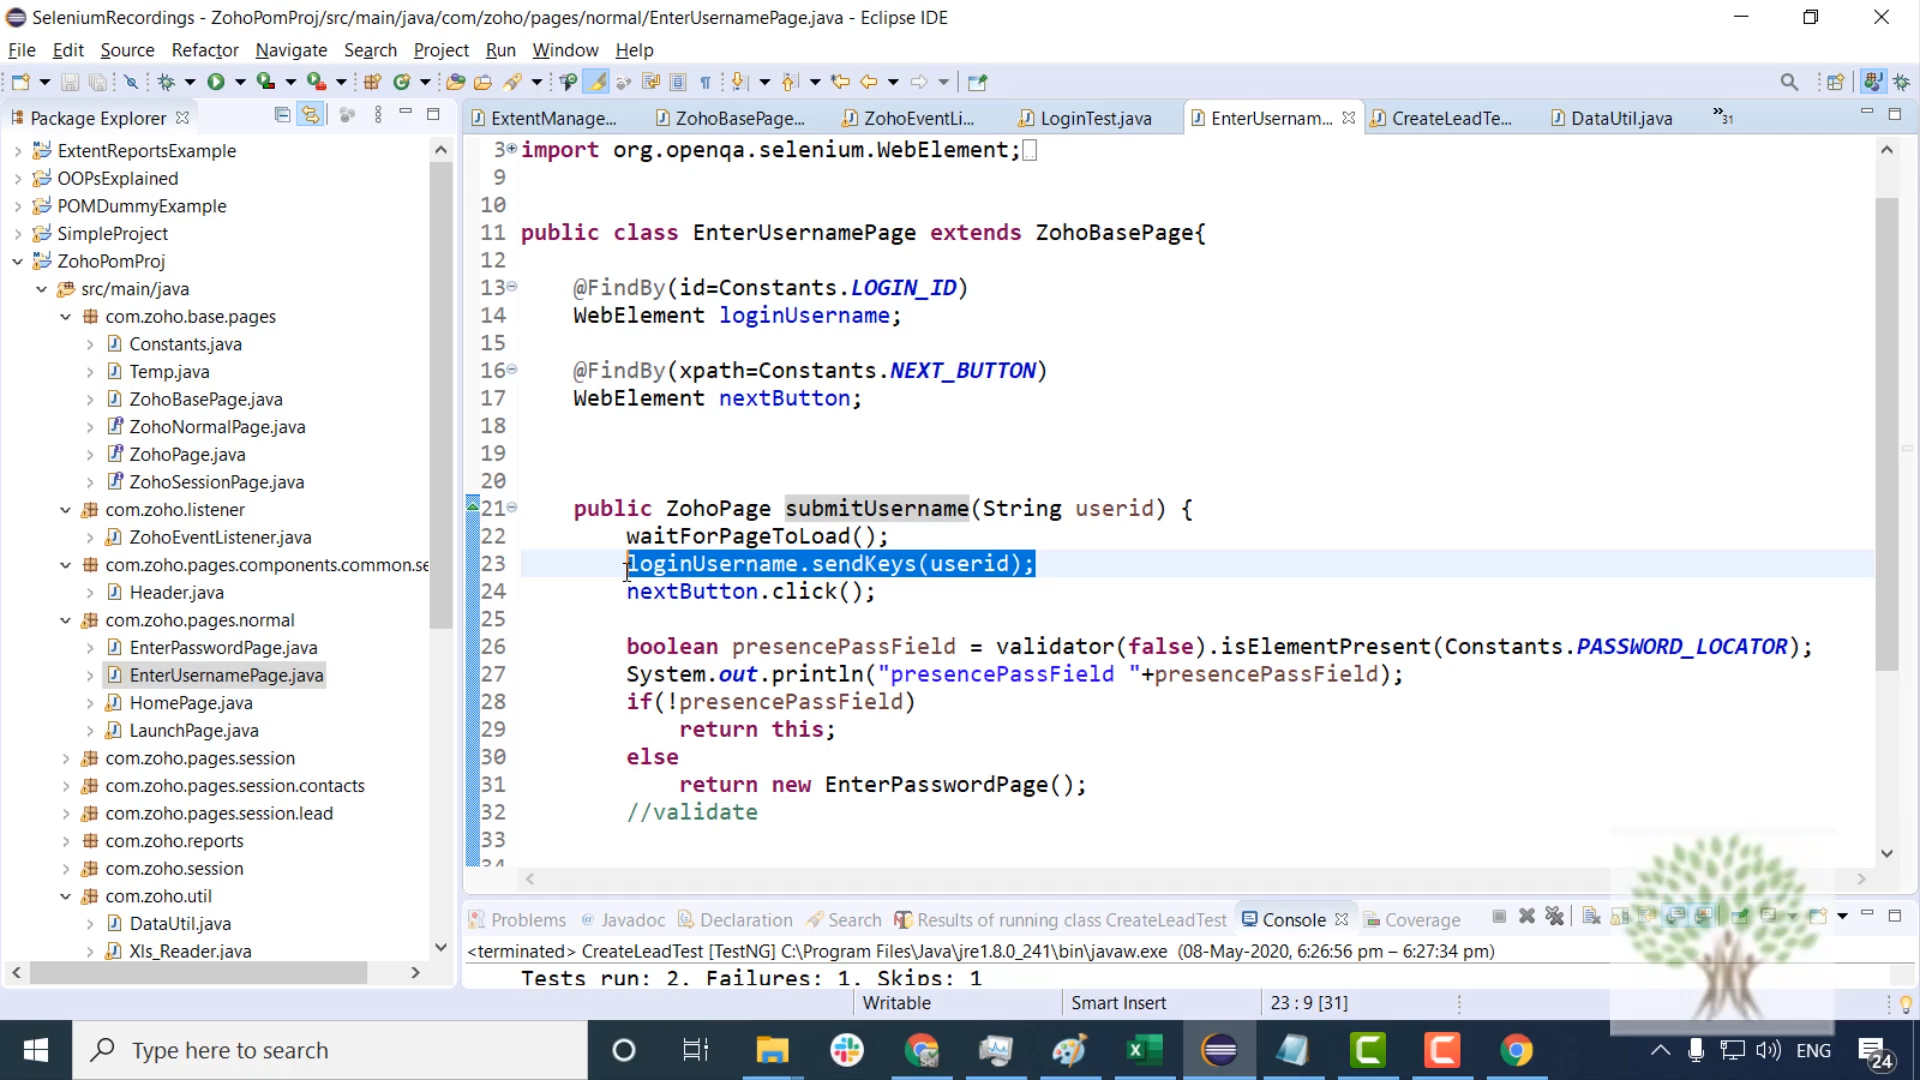 SeleniumRecordings - ZohoPomProj/src/main/java/com/zoho/pages/normal/EnterUsernamePage.java - Eclipse IDE
File Edit Source Refactor Navigate Search Project Run Window Help
Package Explorer
ExtentManage... ZohoBasePage... ZohoEventLi... LoginTest.java EnterUsernam... CreateLeadTe... DataUtil.java »31
ExtentReportsExample
OOPsExplained
POMDummyExample
SimpleProject
ZohoPomProj
src/main/java
com.zoho.base.pages
Constants.java
Temp.java
ZohoBasePage.java
ZohoNormalPage.java
ZohoPage.java
ZohoSessionPage.java
com.zoho.listener
ZohoEventListener.java
com.zoho.pages.components.common.se
Header.java
com.zoho.pages.normal
EnterPasswordPage.java
EnterUsernamePage.java
HomePage.java
LaunchPage.java
com.zoho.pages.session
com.zoho.pages.session.contacts
com.zoho.pages.session.lead
com.zoho.reports
com.zoho.session
com.zoho.util
DataUtil.java
Xls_Reader.java
3 import org.openqa.selenium.WebElement;
9
10
11 public class EnterUsernamePage extends ZohoBasePage{
12
13 @FindBy(id=Constants.LOGIN_ID)
14 WebElement loginUsername;
15
16 @FindBy(xpath=Constants.NEXT_BUTTON)
17 WebElement nextButton;
18
19
20
21 public ZohoPage submitUsername(String userid) {
22 waitForPageToLoad();
23 loginUsername.sendKeys(userid);
24 nextButton.click();
25
26 boolean presencePassField = validator(false).isElementPresent(Constants.PASSWORD_LOCATOR);
27 System.out.println("presencePassField "+presencePassField);
28 if(!presencePassField)
29 return this;
30 else
31 return new EnterPasswordPage();
32 //validate
33
34
Problems @ Javadoc Declaration Search Results of running class CreateLeadTest Console Coverage
<terminated> CreateLeadTest [TestNG] C:\Program Files\Java\jre1.8.0_241\bin\javaw.exe (08-May-2020, 6:26:56 pm – 6:27:34 pm)
Tests run: 2, Failures: 1, Skips: 1
Writable Smart Insert 23 : 9 [31]
Type here to search
ENG
24